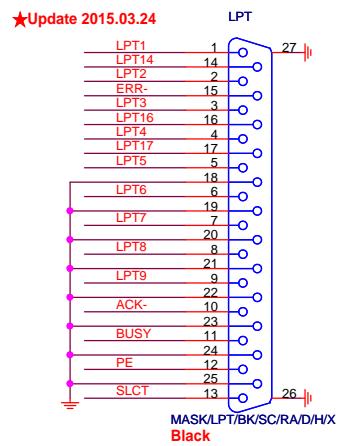 ★Update 2015.03.24
LPT
LPT1 1 27
LPT14 14
LPT2 2
ERR- 15
LPT3 3
LPT16 16
LPT4 4
LPT17 17
LPT5 5
18
LPT6 6
19
LPT7 7
20
LPT8 8
21
LPT9 9
22
ACK- 10
23
BUSY 11
24
PE 12
25
SLCT 13 26
MASK/LPT/BK/SC/RA/D/H/X
Black